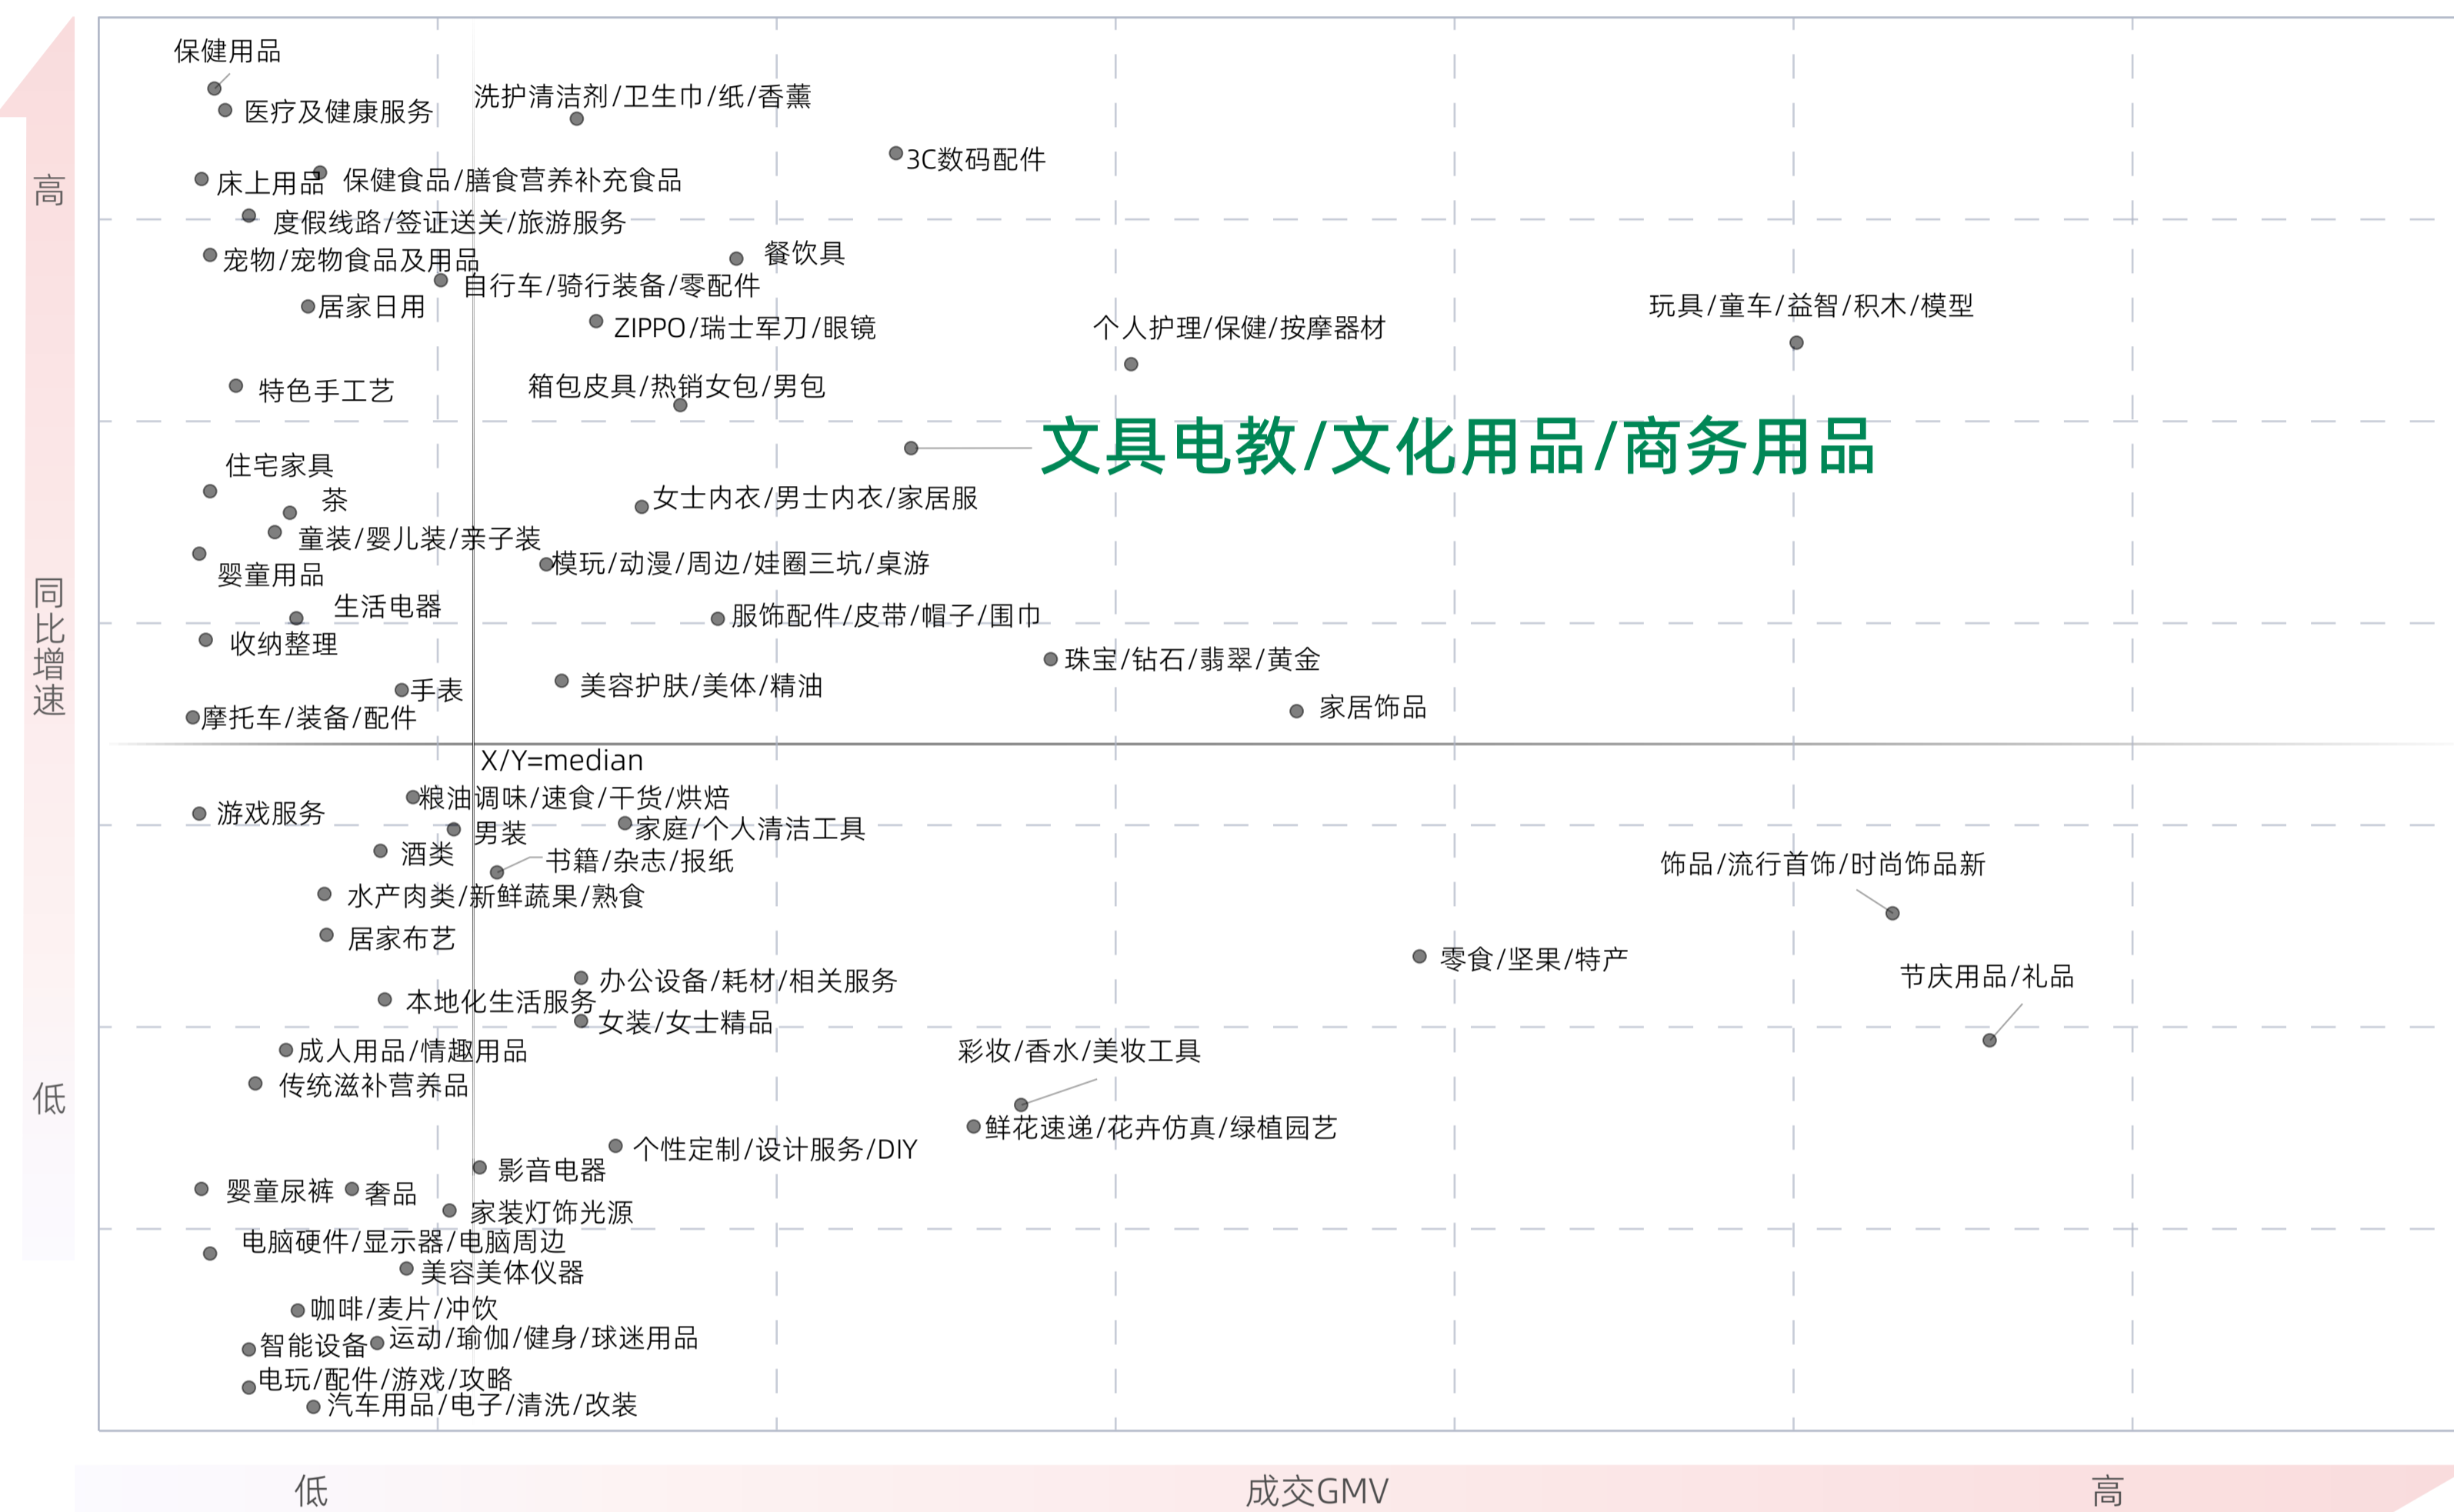 保健用品
洗护清洁剂/卫生巾/纸/香薰
医疗及健康服务
3C数码配件
高
床上用品
保健食品/膳食营养补充食品
度假线路/签证送关/旅游服务
宠物/宠物食品及用品
餐饮具
自行车/骑行装备/零配件
居家日用
玩具/童车/益智/积木/模型
ZIPPO/瑞士军刀/眼镜
个人护理/保健/按摩器材
特色手工艺
箱包皮具/热销女包/男包
文具电教/文化用品/商务用品
住宅家具
茶
女士内衣/男士内衣/家居服
童装/婴儿装/亲子装
模玩/动漫/周边/娃圈三坑/桌游
婴童用品
生活电器
服饰配件/皮带/帽子/围巾
同比增速
收纳整理
珠宝/钻石/翡翠/黄金
手表
美容护肤/美体/精油
家居饰品
摩托车/装备/配件
X/Y=median
粮油调味/速食/干货/烘焙
游戏服务
男装
家庭/个人清洁工具
酒类
书籍/杂志/报纸
饰品/流行首饰/时尚饰品新
水产肉类/新鲜蔬果/熟食
居家布艺
零食/坚果/特产
办公设备/耗材/相关服务
节庆用品/礼品
本地化生活服务
女装/女士精品
成人用品/情趣用品
彩妆/香水/美妆工具
传统滋补营养品
低
鲜花速递/花卉仿真/绿植园艺
个性定制/设计服务/DIY
影音电器
婴童尿裤
奢品
家装灯饰光源
电脑硬件/显示器/电脑周边
美容美体仪器
咖啡/麦片/冲饮
智能设备
运动/瑜伽/健身/球迷用品
电玩/配件/游戏/攻略
汽车用品/电子/清洗/改装
低
成交GMV
高